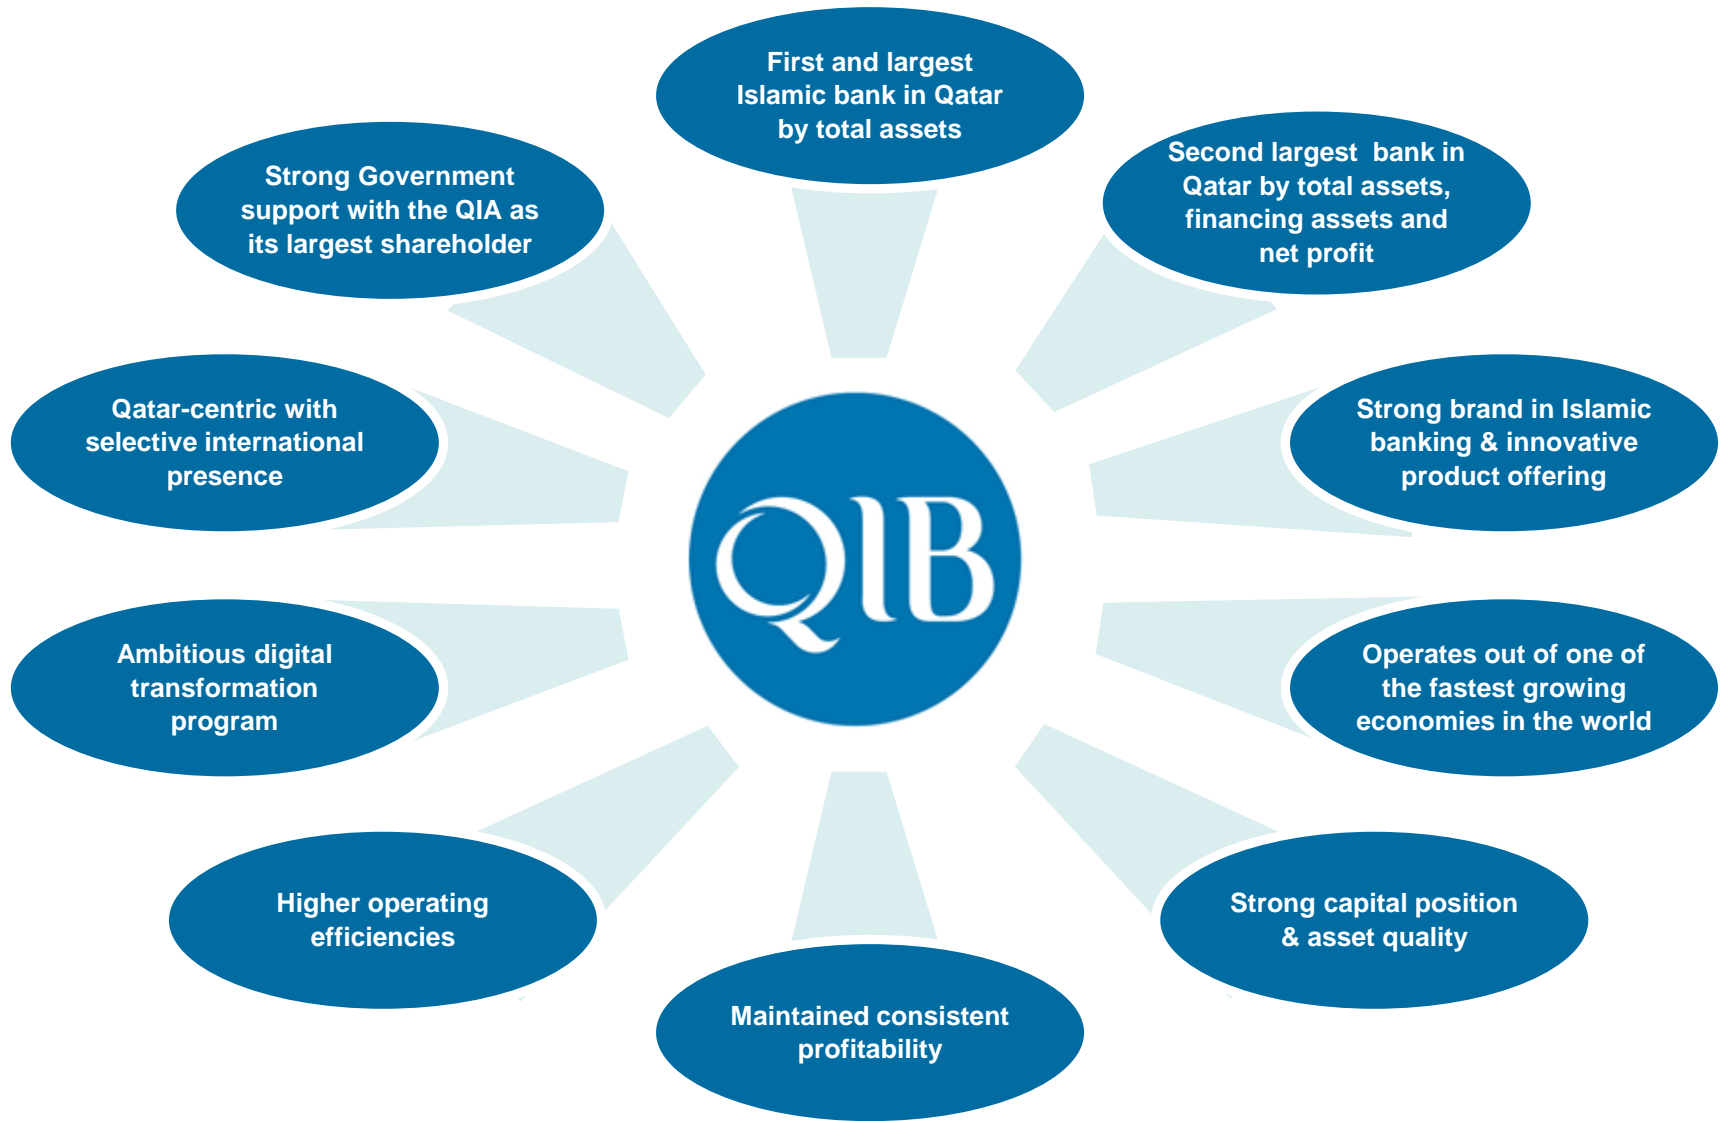 First and largest
Islamic bank in Qatar
by total assets
Second largest bank in
Qatar by total assets,
financing assets and
net profit
Strong brand in Islamic
banking & innovative
product offering
Operates out of one of
the fastest growing
economies in the world
Strong capital position
& asset quality
Maintained consistent
profitability
Higher operating
efficiencies
Ambitious digital
transformation
program
Qatar-centric with
selective international
presence
Strong Government
support with the QIA as
its largest shareholder
QIB